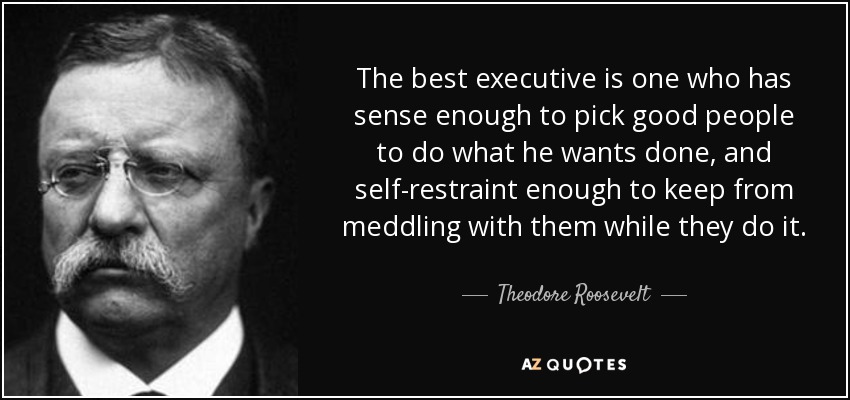 The best executive is one who has
sense enough to pick good people
to do what he wants done, and
self-restraint enough to keep from
meddling with them while they do it.
Theodore Roosevelt
AZ QUOTES